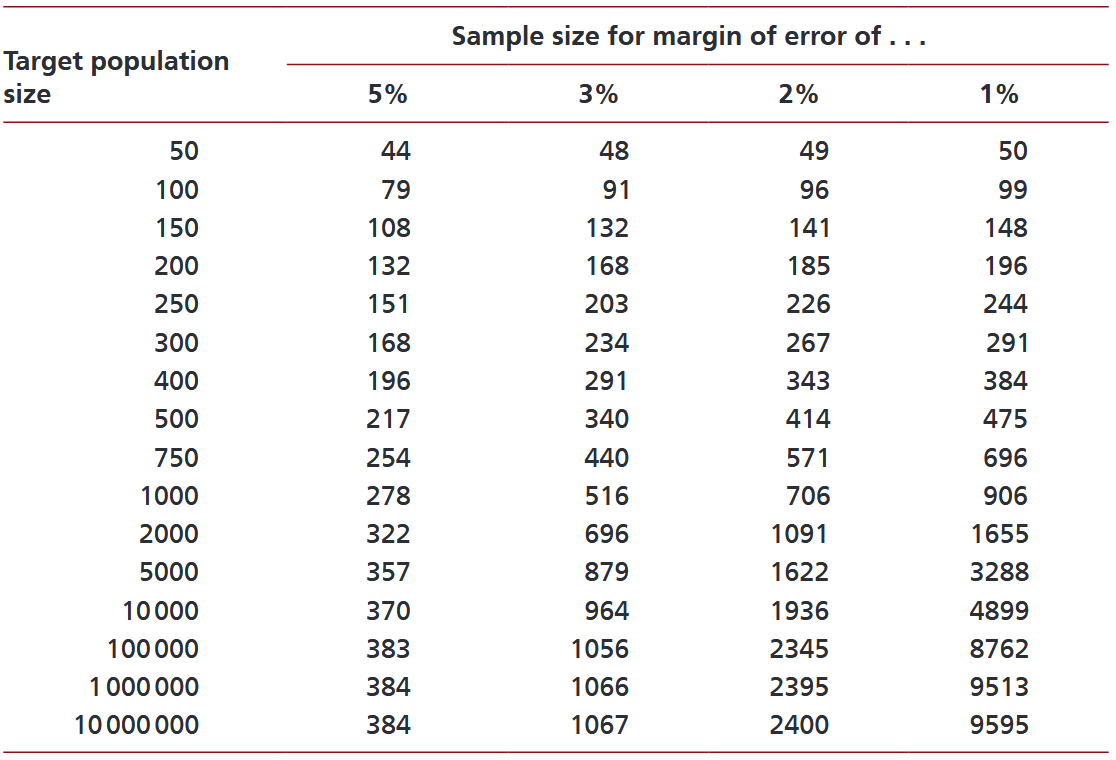 Sample size for margin of error of . . .
Target population
size
5% 3% 2% 1%
50 44 48 49 50
100 79 91 96 99
150 108 132 141 148
200 132 168 185 196
250 151 203 226 244
300 168 234 267 291
400 196 291 343 384
500 217 340 414 475
750 254 440 571 696
1000 278 516 706 906
2000 322 696 1091 1655
5000 357 879 1622 3288
10 000 370 964 1936 4899
100 000 383 1056 2345 8762
1 000 000 384 1066 2395 9513
10 000 000 384 1067 2400 9595